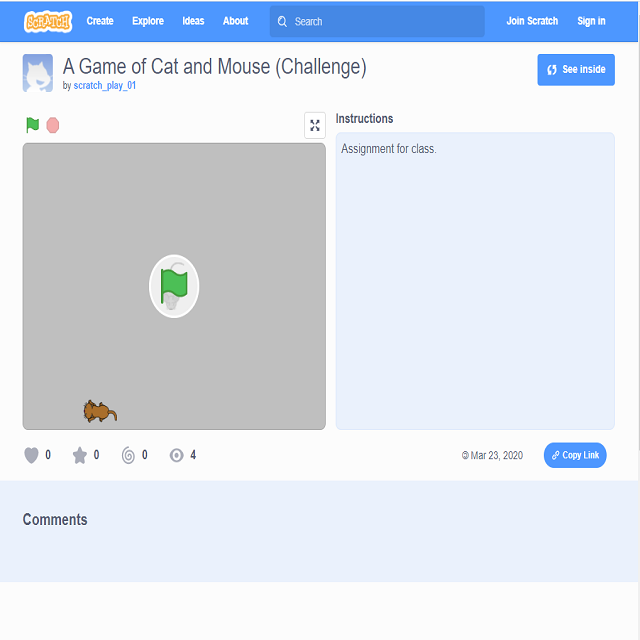 SCRATCH Create Explore Ideas About Search Join Scratch Sign in
A Game of Cat and Mouse (Challenge)
by scratch_play_01
See inside
Instructions
Assignment for class.
0 0 0 4
© Mar 23, 2020
Copy Link
Comments